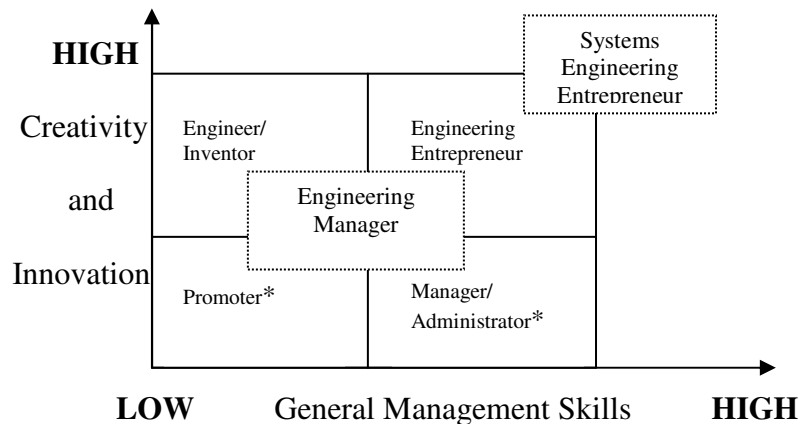 HIGH
Systems
Engineering
Entrepreneur
Creativity
and
Innovation
Engineer/
Inventor
Engineering
Entrepreneur
Engineering
Manager
Promoter*
Manager/
Administrator*
LOW General Management Skills HIGH